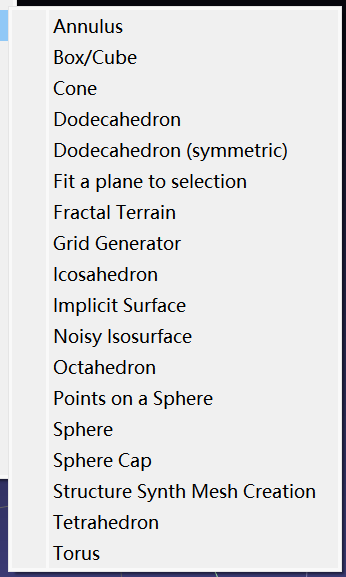 Annulus
Box/Cube
Cone
Dodecahedron
Dodecahedron (symmetric)
Fit a plane to selection
Fractal Terrain
Grid Generator
Icosahedron
Implicit Surface
Noisy Isosurface
Octahedron
Points on a Sphere
Sphere
Sphere Cap
Structure Synth Mesh Creation
Tetrahedron
Torus